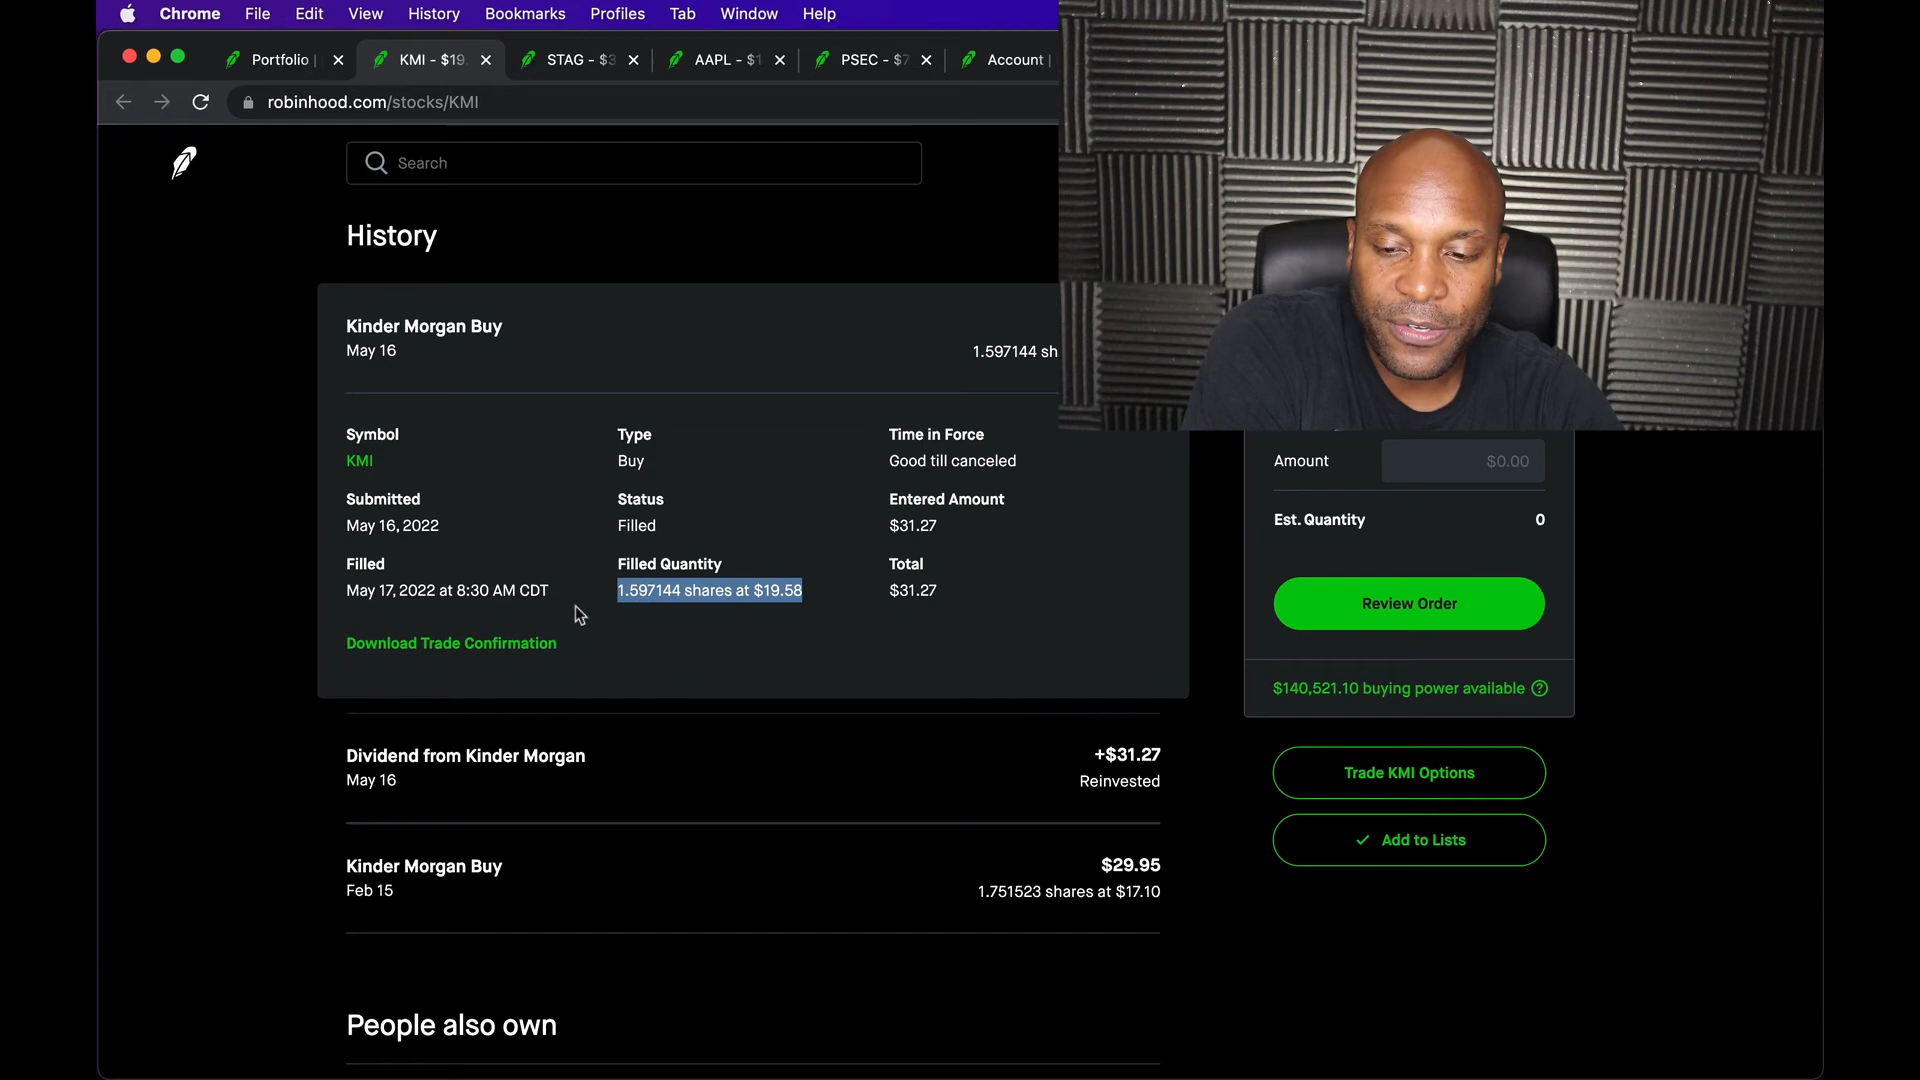 Chrome File Edit View History Bookmarks Profiles Tab Window Help
Portfolio | KMI - $19. STAG - $3 AAPL - $1 PSEC - $7 Account |
robinhood.com/stocks/KMI
Search
History
Kinder Morgan Buy
May 16
1.597144 sh
Symbol Type Time in Force
KMI Buy Good till canceled
Submitted Status Entered Amount
May 16, 2022 Filled $31.27
Filled Filled Quantity Total
May 17, 2022 at 8:30 AM CDT 1.597144 shares at $19.58 $31.27
Download Trade Confirmation
Dividend from Kinder Morgan +$31.27
May 16 Reinvested
Kinder Morgan Buy $29.95
Feb 15 1.751523 shares at $17.10
People also own
Amount $0.00
Est. Quantity 0
Review Order
$140,521.10 buying power available ?
Trade KMI Options
Add to Lists